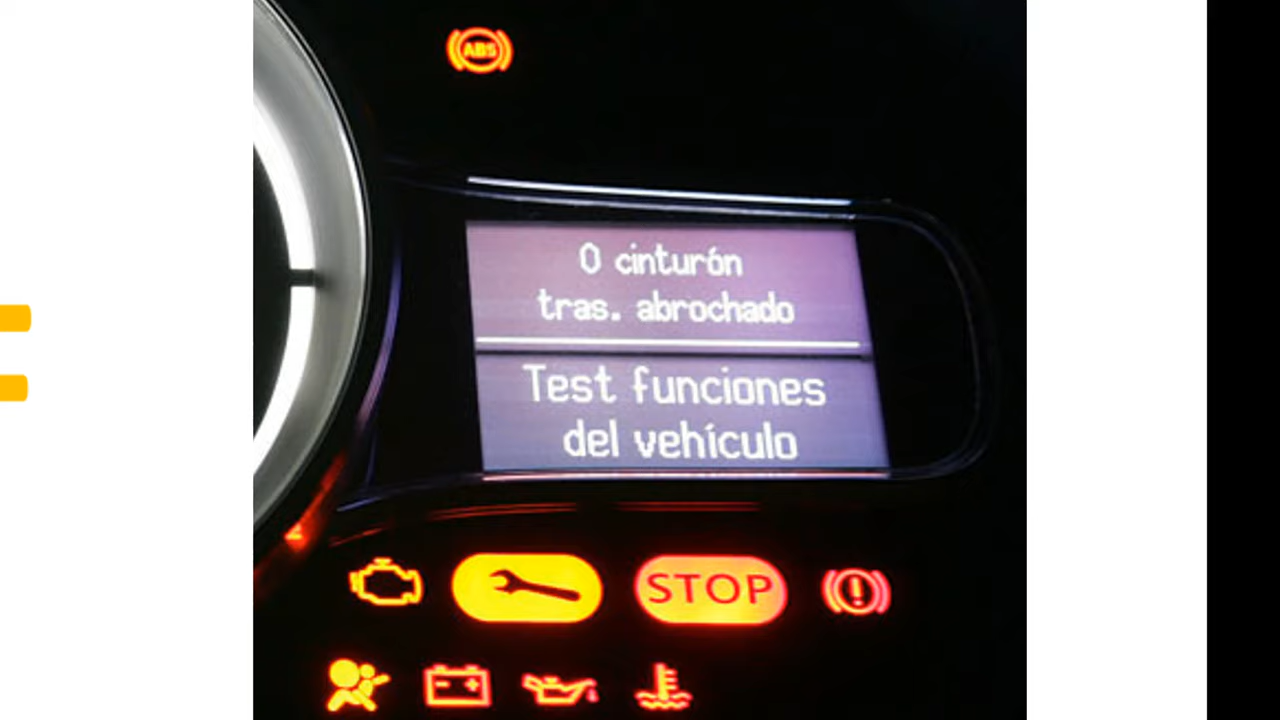 ABS
0 cinturón
tras. abrochado
Test funciones
del vehículo
STOP